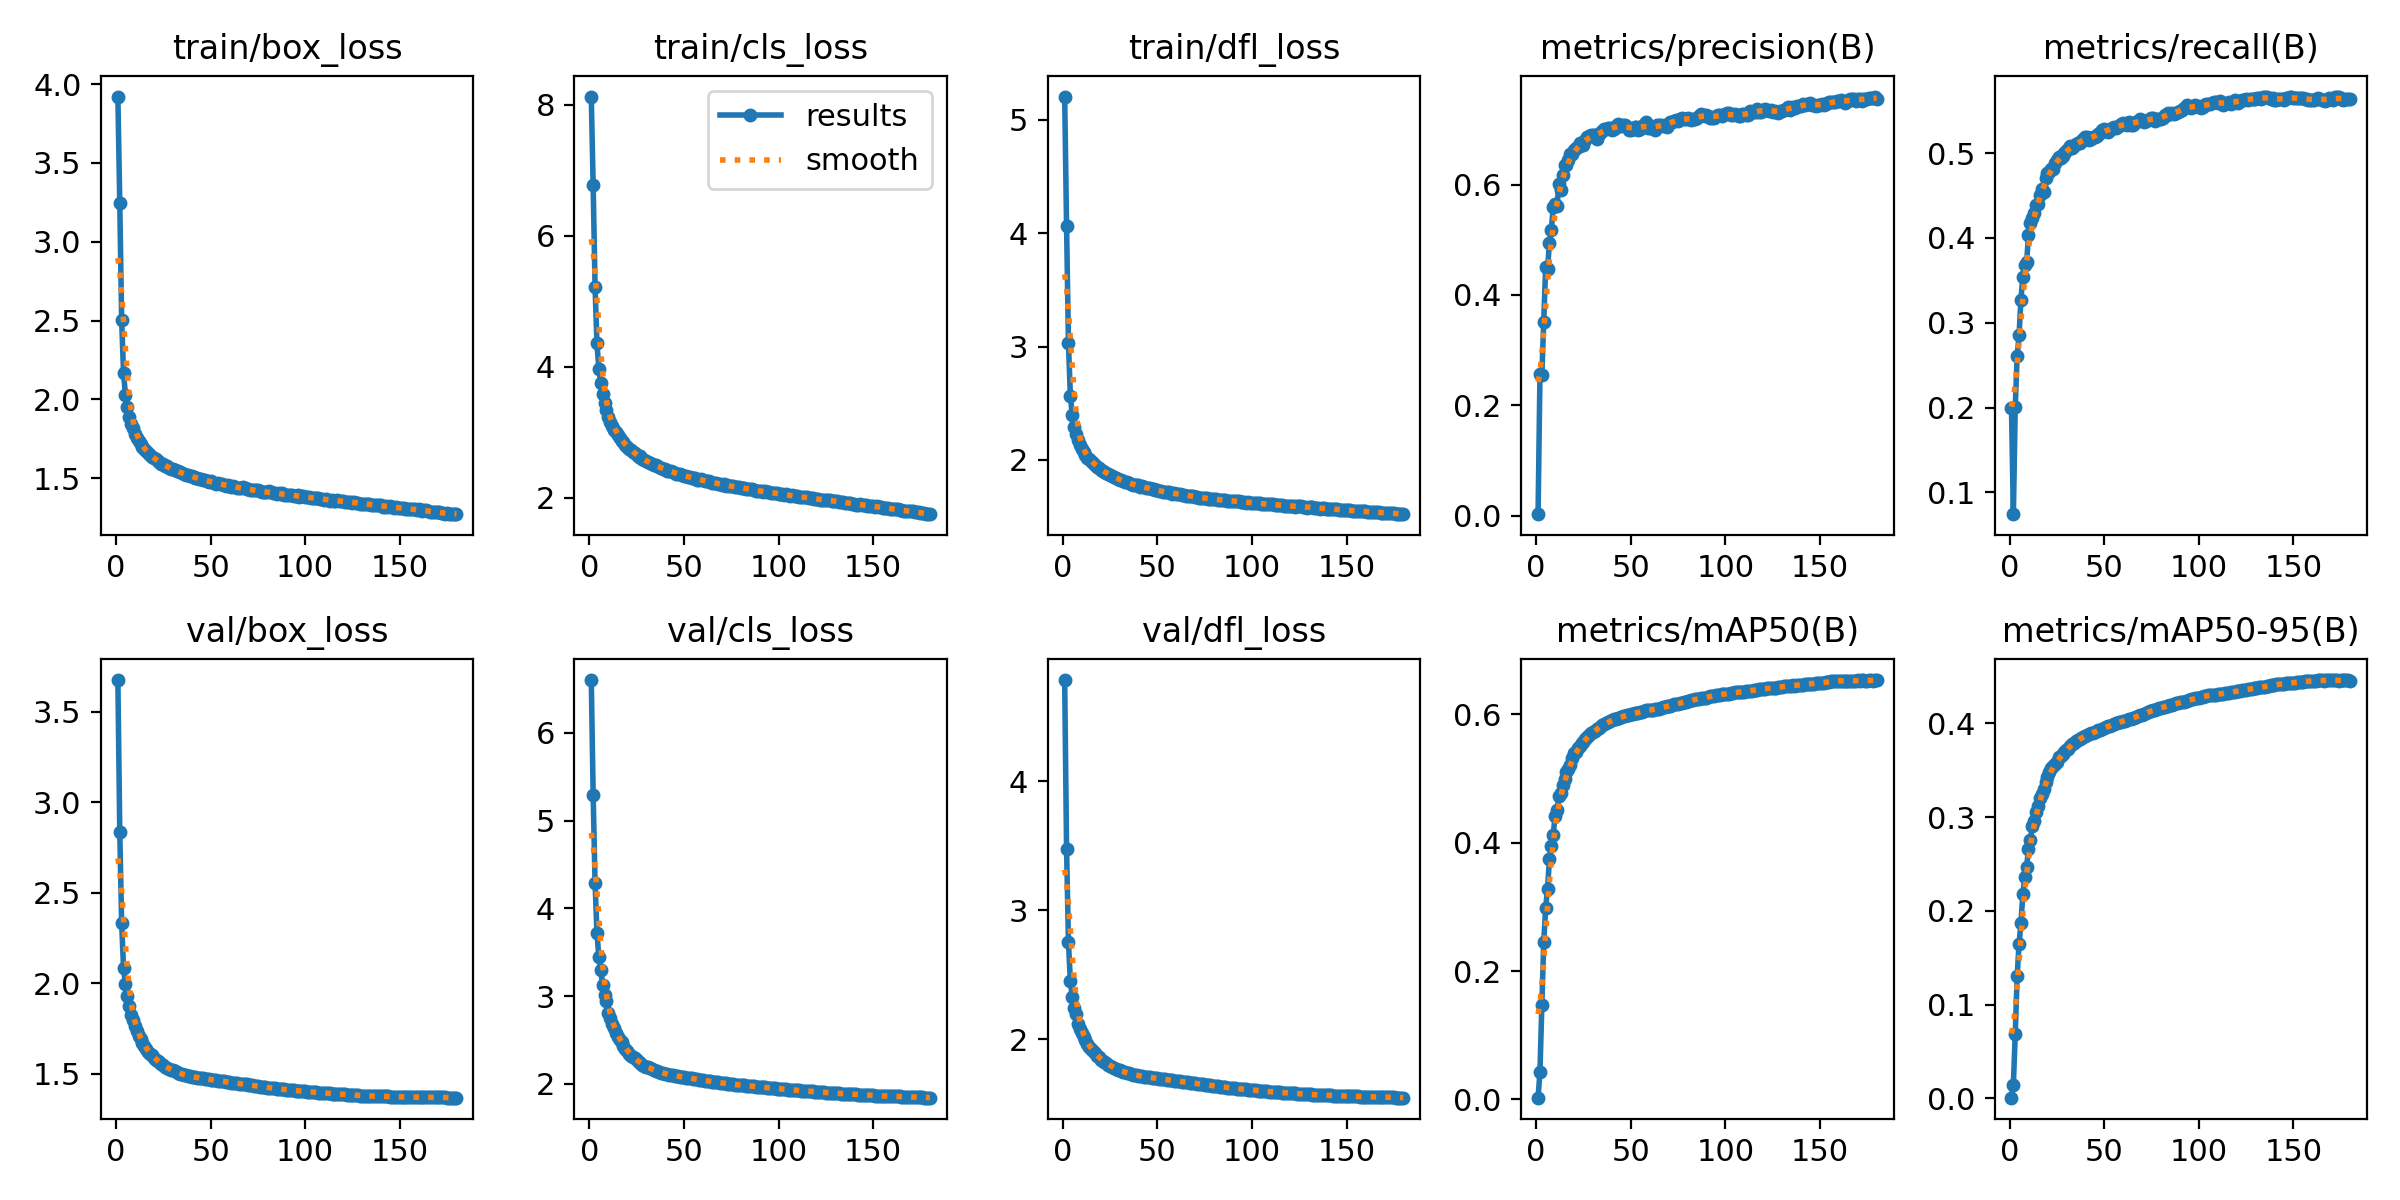 train/box_loss
4.0
3.5
3.0
2.5
2.0
1.5
0 50 100 150
train/cls_loss
results
smooth
8
6
4
2
0 50 100 150
train/dfl_loss
5
4
3
2
0 50 100 150
metrics/precision(B)
0.6
0.4
0.2
0.0
0 50 100 150
metrics/recall(B)
0.5
0.4
0.3
0.2
0.1
0 50 100 150
val/box_loss
3.5
3.0
2.5
2.0
1.5
0 50 100 150
val/cls_loss
6
5
4
3
2
0 50 100 150
val/dfl_loss
4
3
2
0 50 100 150
metrics/mAP50(B)
0.6
0.4
0.2
0.0
0 50 100 150
metrics/mAP50-95(B)
0.4
0.3
0.2
0.1
0.0
0 50 100 150